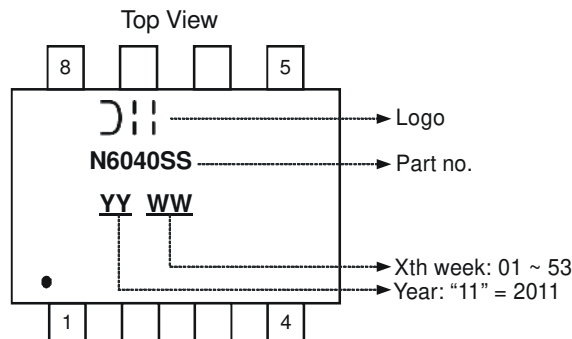 Top View
8 5
Logo
N6040SS Part no.
YY WW
Xth week: 01 ~ 53
Year: “11” = 2011
1 4